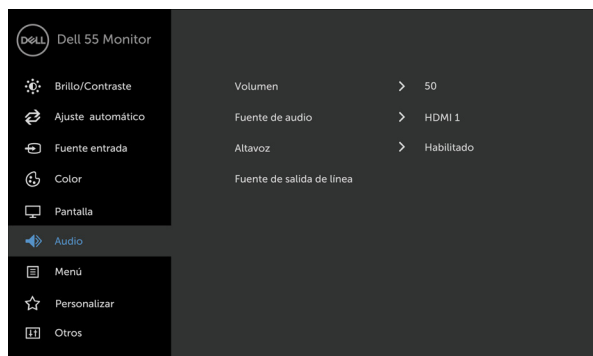 DELL Dell 55 Monitor
Brillo/Contraste
Ajuste automático
Fuente entrada
Color
Pantalla
Audio
Menú
Personalizar
Otros
Volumen > 50
Fuente de audio > HDMI 1
Altavoz > Habilitado
Fuente de salida de línea